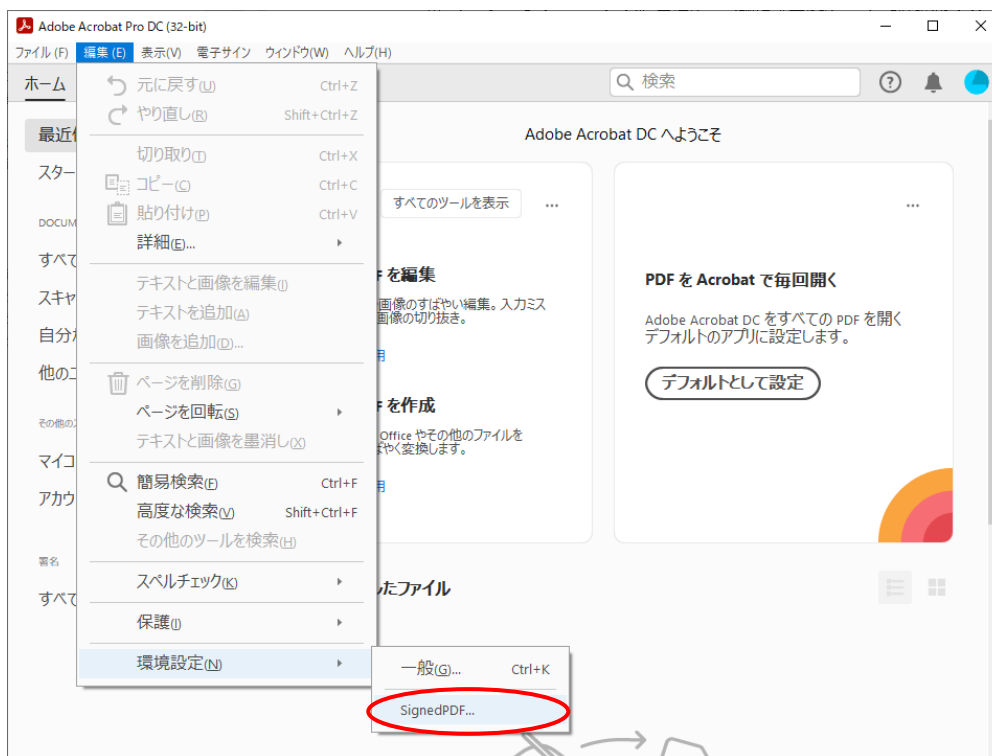 Adobe Acrobat Pro DC (32-bit)
ファイル(F) 編集(E) 表示(V) 電子サイン ウィンドウ(W) ヘルプ(H)
ホーム
検索
元に戻す(U) Ctrl+Z
やり直し(R) Shift+Ctrl+Z
切り取り(T) Ctrl+X
コピー(C) Ctrl+C
貼り付け(P) Ctrl+V
詳細(E)...
テキストと画像を編集(I)
テキストを追加(A)
画像を追加(D)...
ページを削除(G)
ページを回転(S)
テキストと画像を墨消し(X)
簡易検索(F) Ctrl+F
高度な検索(V) Shift+Ctrl+F
その他のツールを検索(H)
スペルチェック(K)
保護(I)
環境設定(N)
一般(G)... Ctrl+K
SignedPDF...
最近
スター
DOCUM
すべて
スキャ
自分
他の
その他の
マイコ
アカウ
署名
すべて
Adobe Acrobat DC へようこそ
すべてのツールを表示
...
を編集
画像のすばやい編集。入力ミス
画像の切り抜き。
用
を作成
Office やその他のファイルを
ばやく変換します。
用
...
PDF を Acrobat で毎回開く
Adobe Acrobat DC をすべての PDF を開く
デフォルトのアプリに設定します。
デフォルトとして設定
したファイル